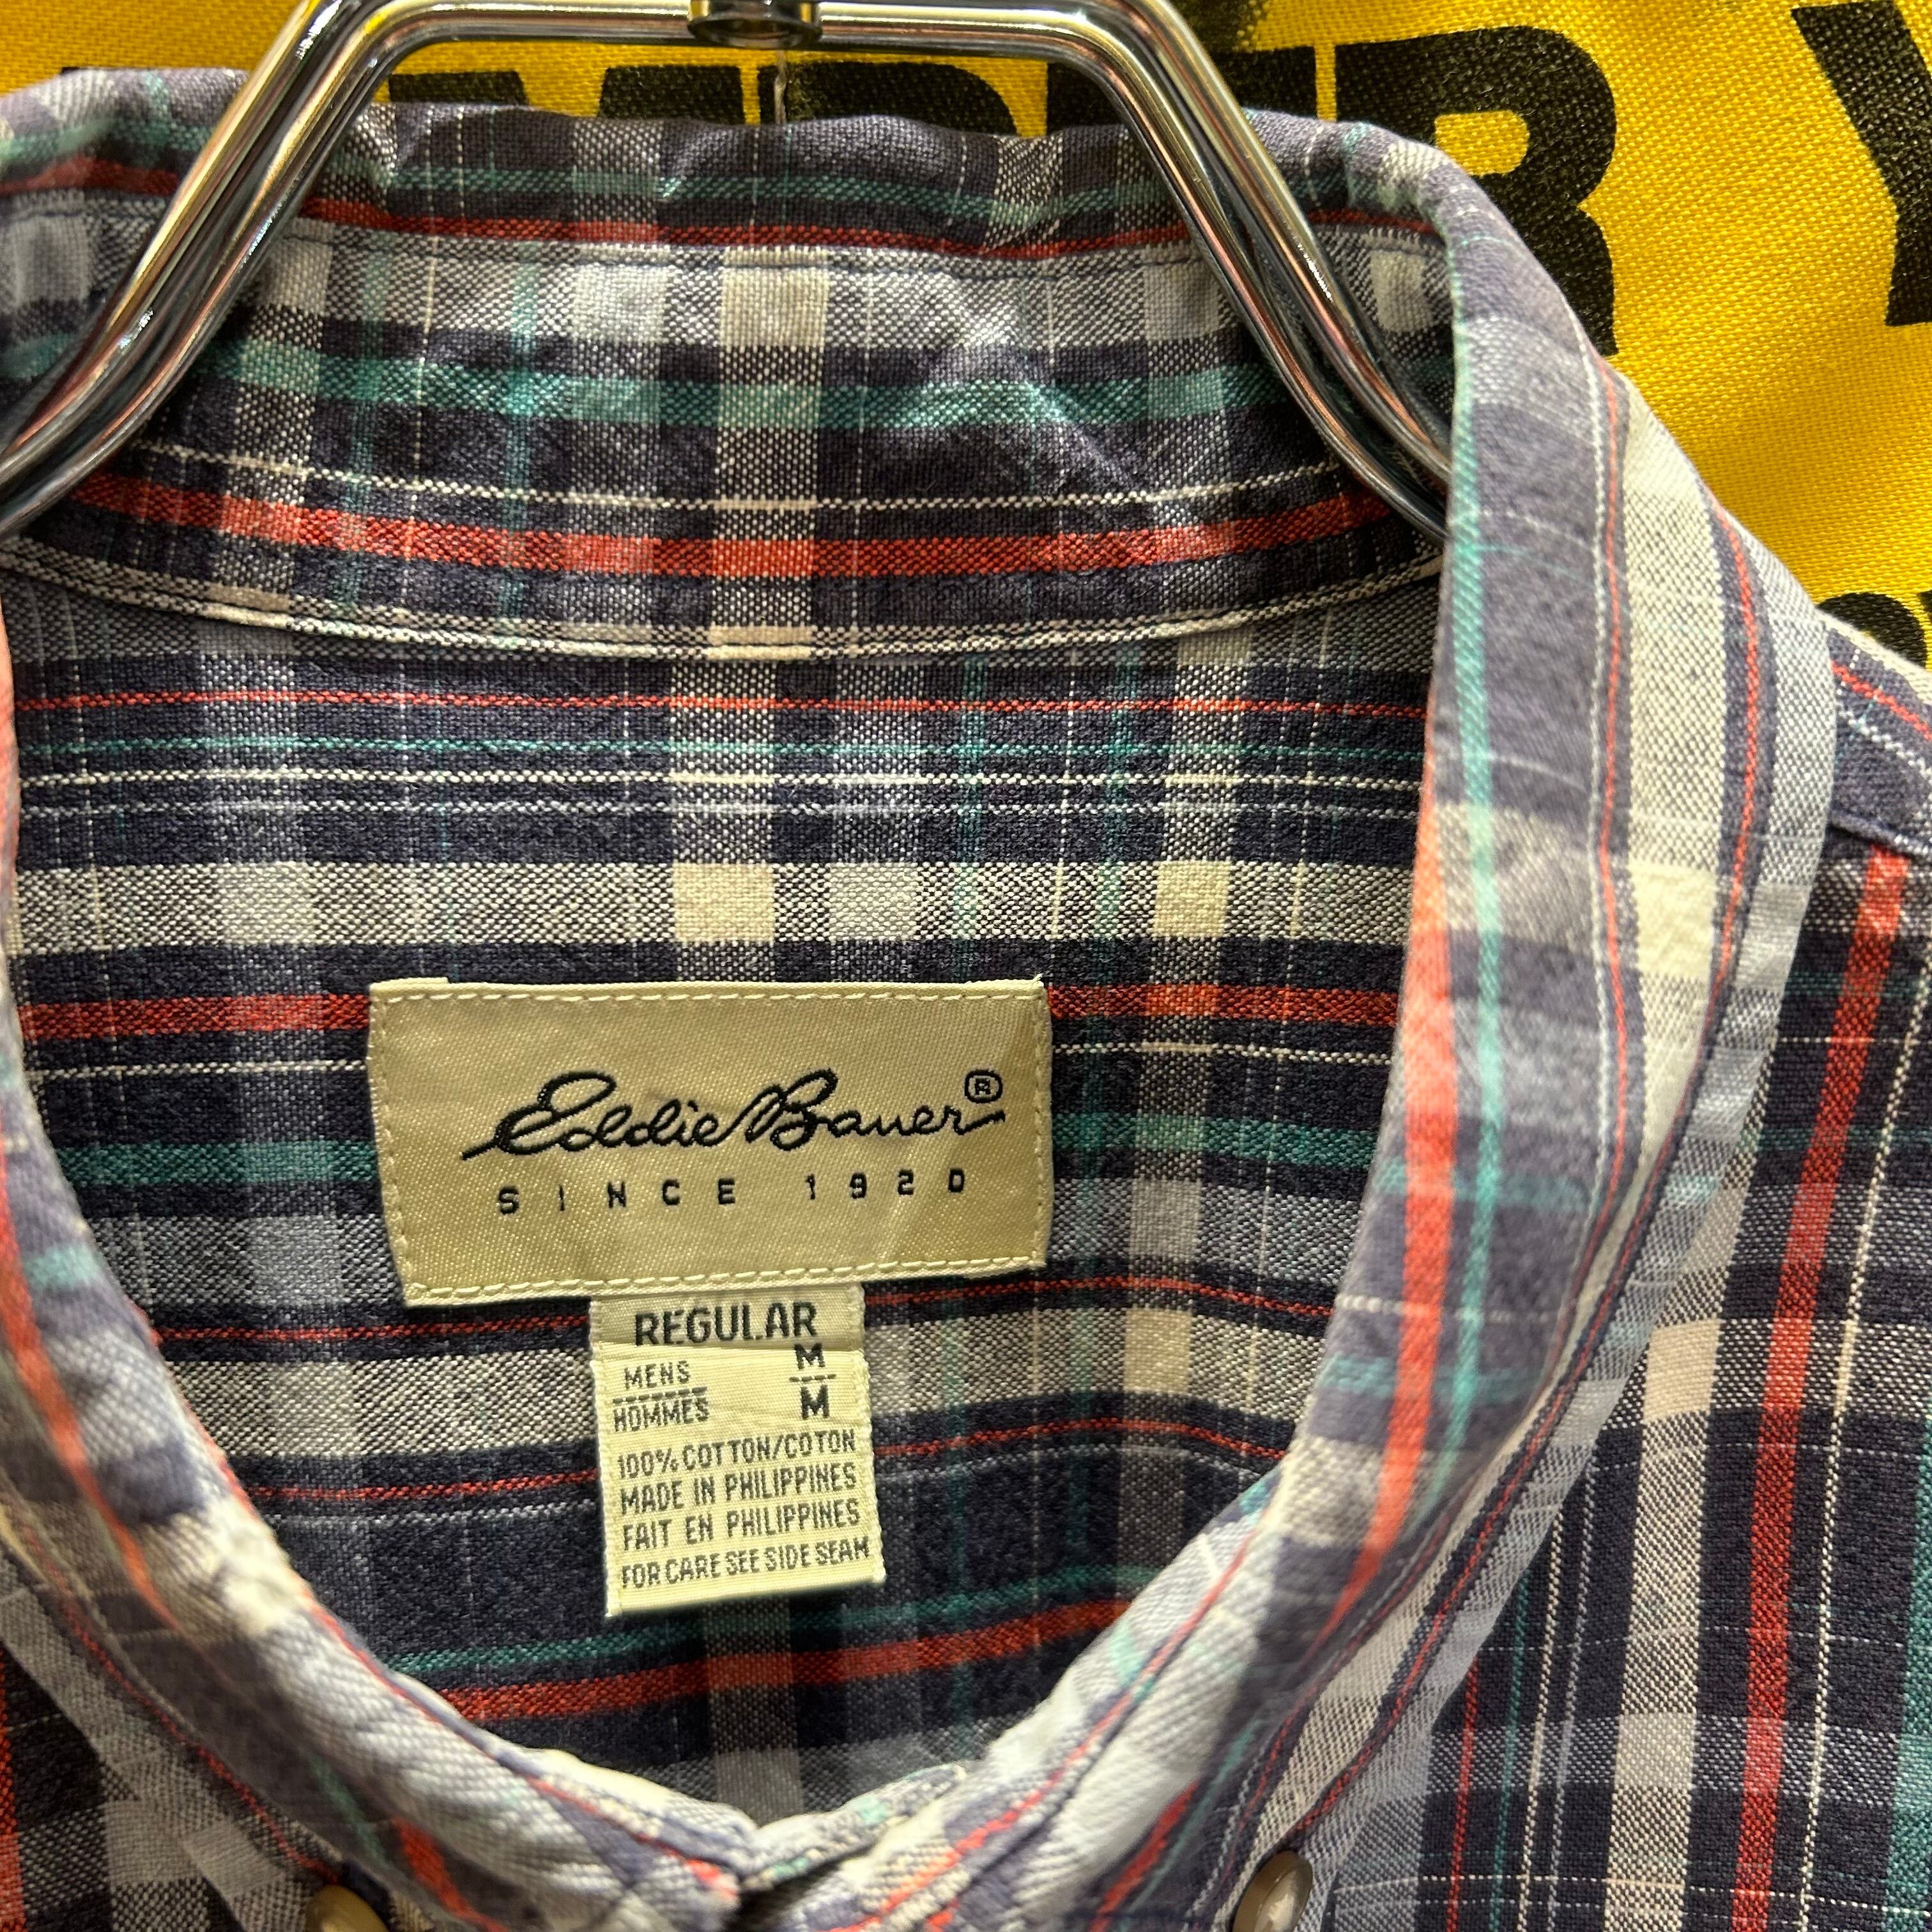 Eddie Bauer®
SINCE 1920
REGULAR
MENS M
HOMMES M
100% COTTON/COTON
MADE IN PHILIPPINES
FAIT EN PHILIPPINES
FOR CARE SEE SIDE SEAM